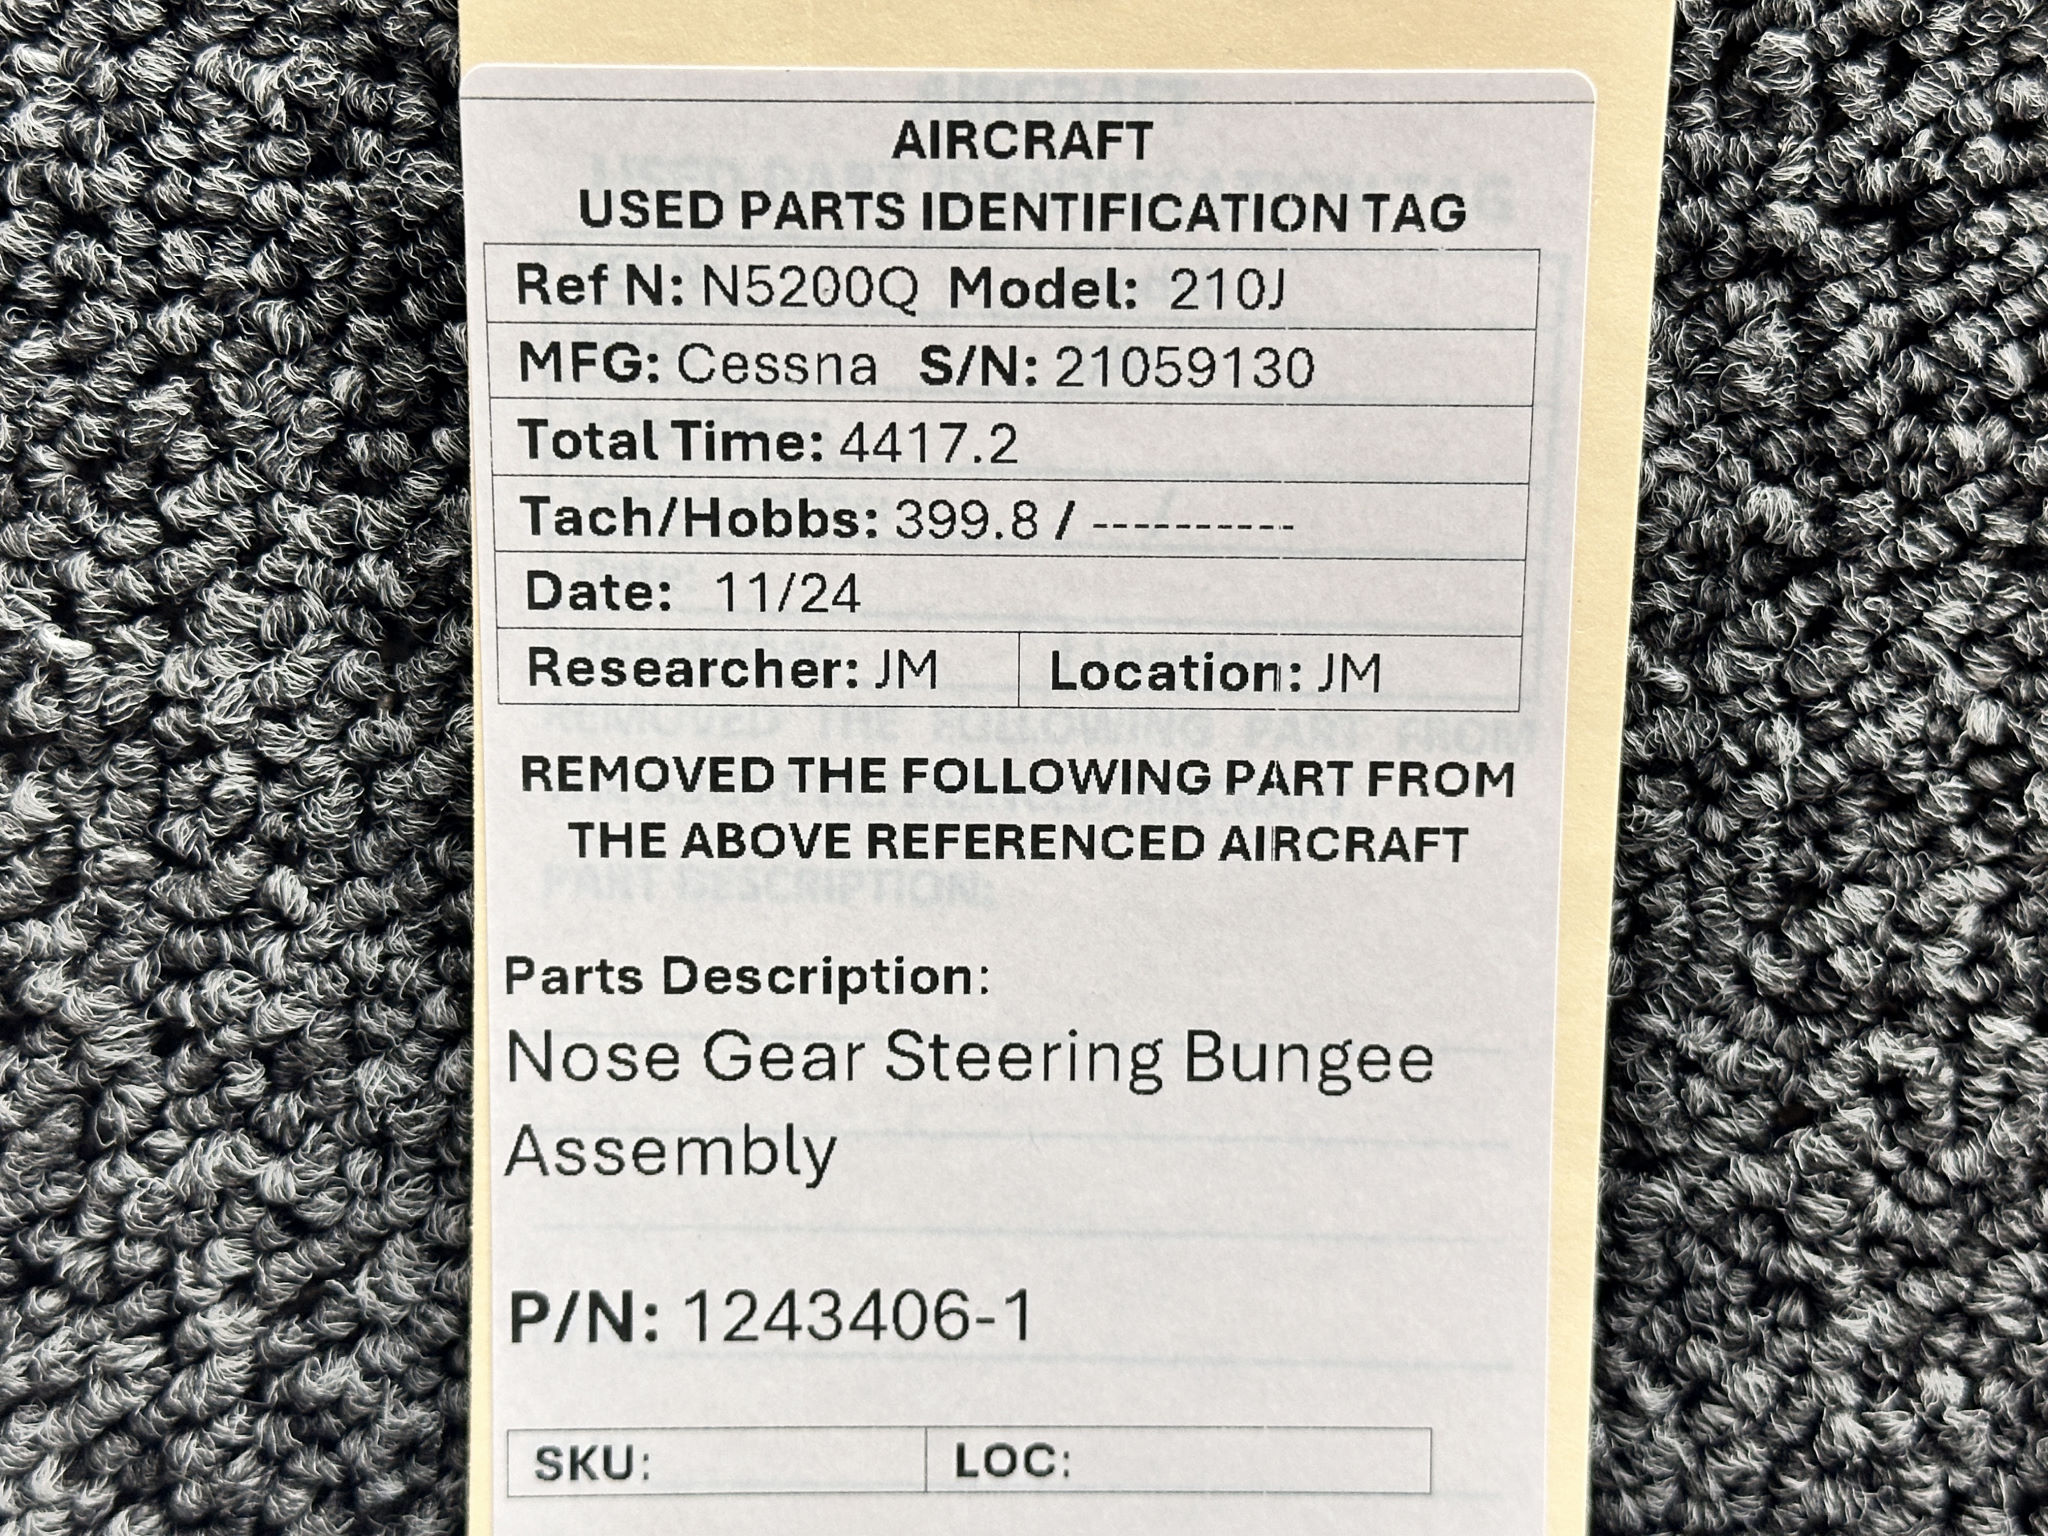 AIRCRAFT
USED PARTS IDENTIFICATION TAG
Ref N: N5200Q Model: 210J
MFG: Cessna S/N: 21059130
Total Time: 4417.2
Tach/Hobbs: 399.8 / ----------
Date: 11/24
Researcher: JM Location: JM
REMOVED THE FOLLOWING PART FROM
THE ABOVE REFERENCED AIRCRAFT
Parts Description:
Nose Gear Steering Bungee
Assembly
P/N: 1243406-1
SKU: LOC: